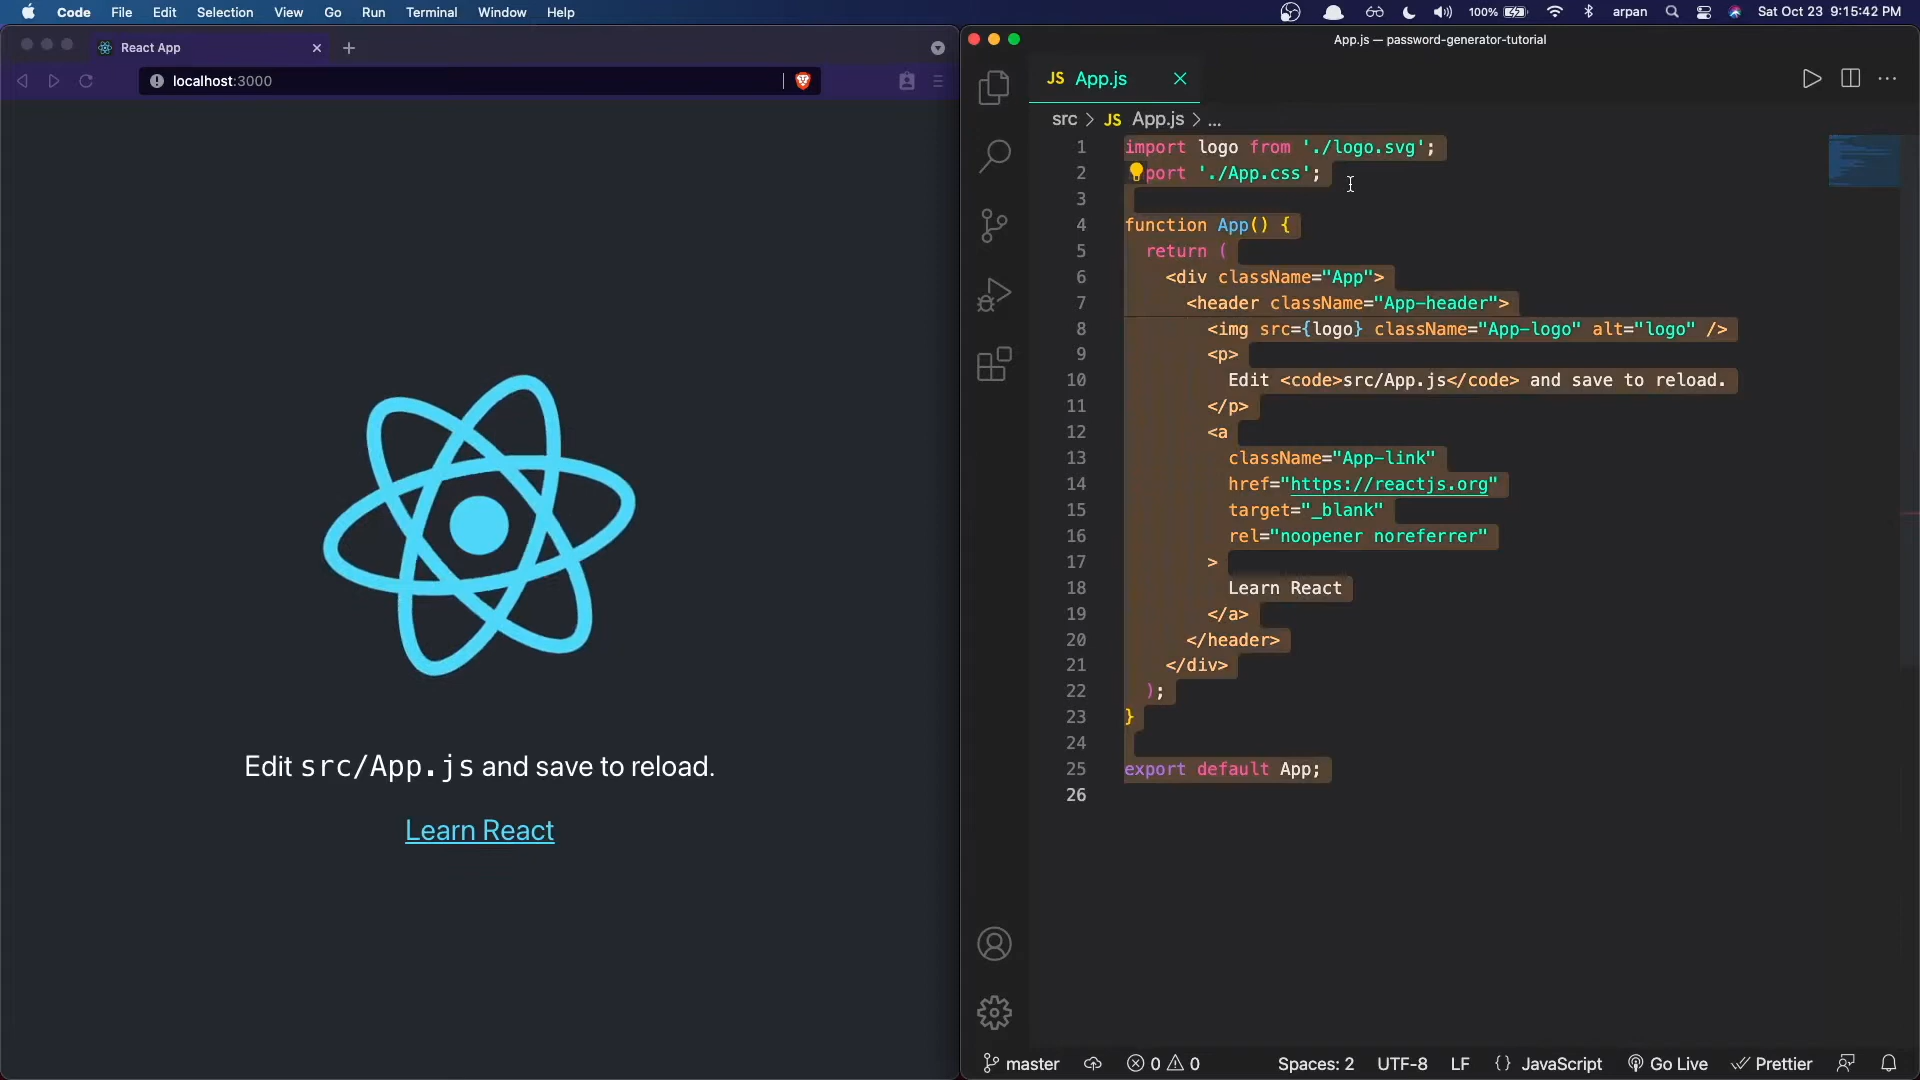 Code File Edit Selection View Go Run Terminal Window Help
100% arpan Sat Oct 23 9:15:42 PM
React App
localhost:3000
Edit src/App.js and save to reload.
Learn React
App.js — password-generator-tutorial
JS App.js
src > JS App.js > ...
1 import logo from './logo.svg';
2 port './App.css';
3
4 function App() {
5 return (
6 <div className="App">
7 <header className="App-header">
8 <img src={logo} className="App-logo" alt="logo" />
9 <p>
10 Edit <code>src/App.js</code> and save to reload.
11 </p>
12 <a
13 className="App-link"
14 href="https://reactjs.org"
15 target="_blank"
16 rel="noopener noreferrer"
17 >
18 Learn React
19 </a>
20 </header>
21 </div>
22 );
23 }
24
25 export default App;
26
master 0 0 Spaces: 2 UTF-8 LF {} JavaScript Go Live Prettier